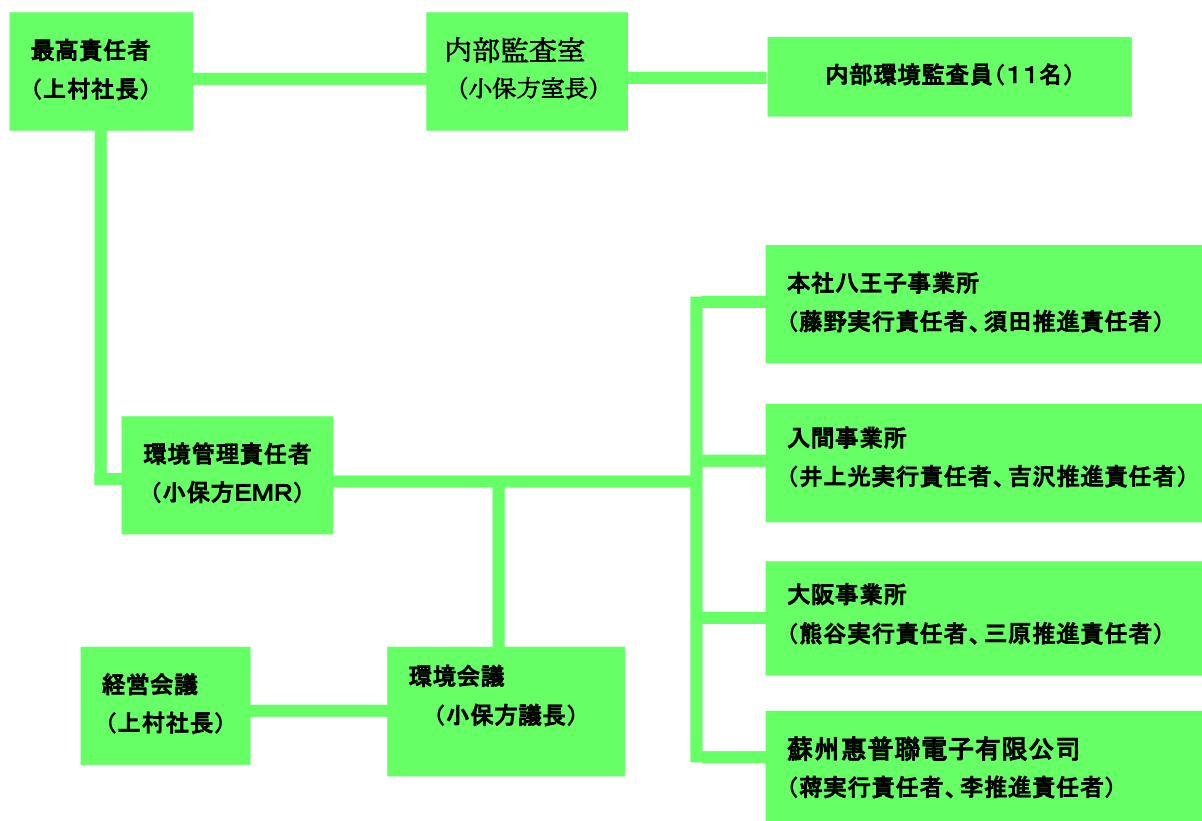 最高責任者
（上村社長）
内部監査室
（小保方室長）
内部環境監査員（１１名）
本社八王子事業所
（藤野実行責任者、須田推進責任者）
入間事業所
（井上光実行責任者、吉沢推進責任者）
環境管理責任者
（小保方ＥＭＲ）
大阪事業所
（熊谷実行責任者、三原推進責任者）
経営会議
（上村社長）
環境会議
（小保方議長）
蘇州惠普聯電子有限公司
（蒋実行責任者、李推進責任者）